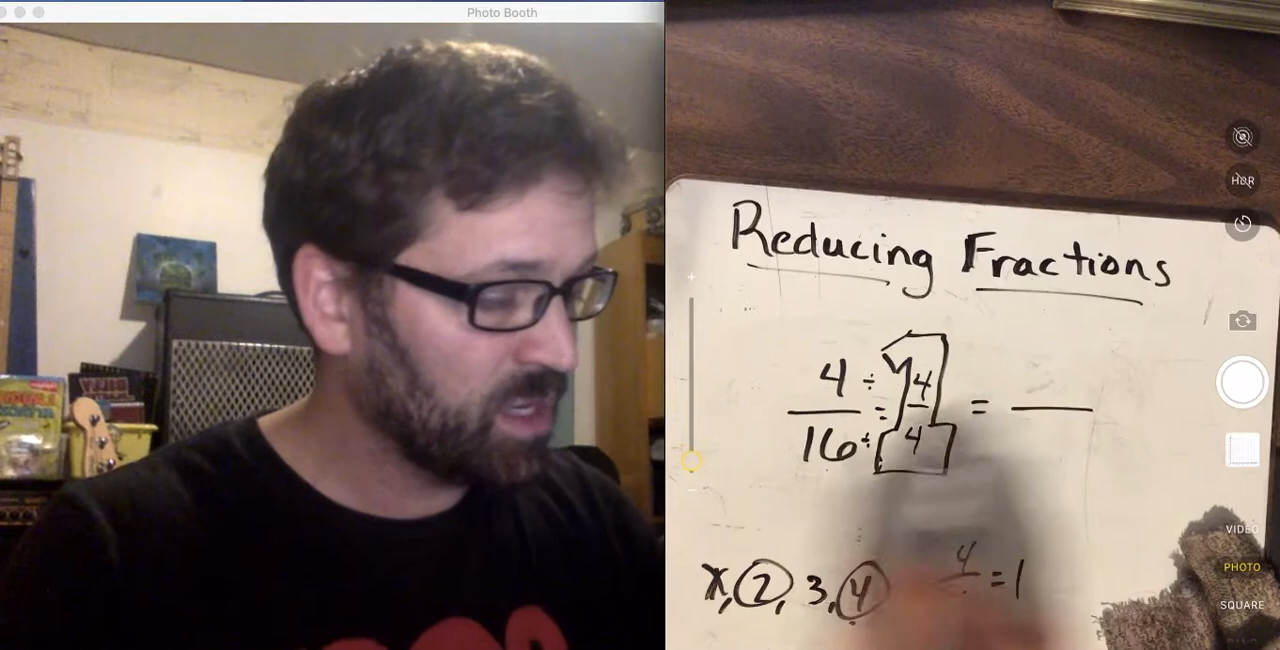 Photo Booth
Reducing Fractions
4 ÷ 4 =
16 ÷ 4
HDR
x, 2, 3, 4
4 = 1
VIDEO
PHOTO
SQUARE